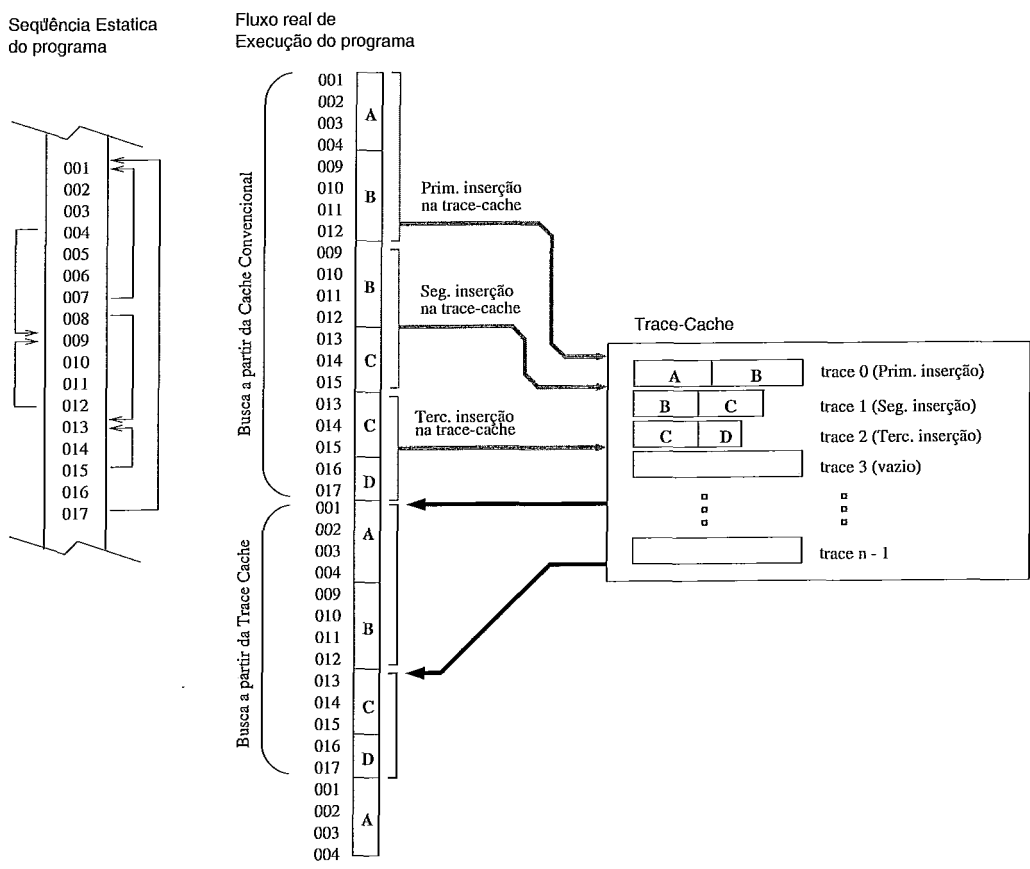 Seqüência Estatica
do programa
001
002
003
004
005
006
007
008
009
010
011
012
013
014
015
016
017
Fluxo real de
Execução do programa
Busca a partir da Cache Convencional
Busca a partir da Trace Cache
001
002
003
004
A
009
010
011
012
B
009
010
011
012
B
013
014
015
C
013
014
015
C
016
017
D
001
002
003
004
A
009
010
011
012
B
013
014
015
C
016
017
D
001
002
003
004
A
Prim. inserção
na trace-cache
Seg. inserção
na trace-cache
Terc. inserção
na trace-cache
Trace-Cache
A B trace 0 (Prim. inserção)
B C trace 1 (Seg. inserção)
C D trace 2 (Terc. inserção)
trace 3 (vazio)
trace n - 1